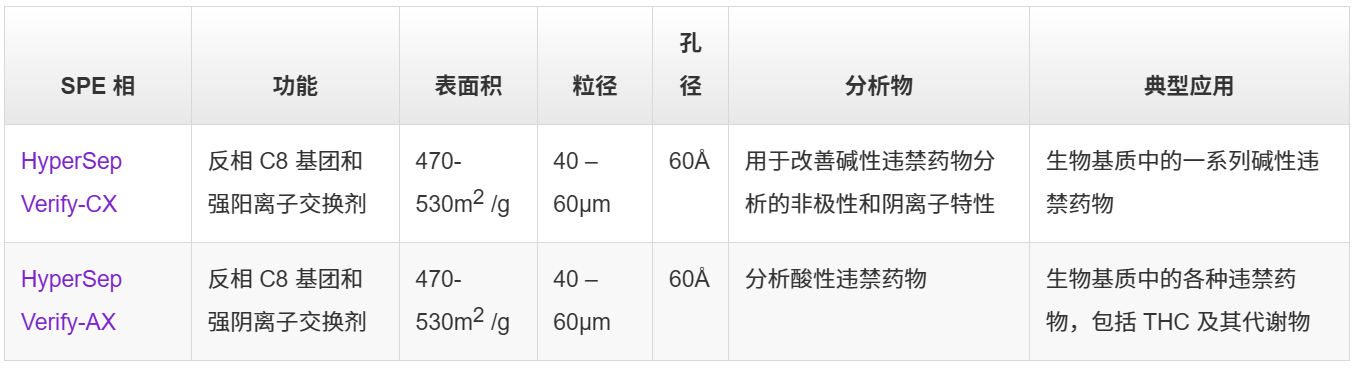 SPE 相 功能 表面积 粒径 孔径 分析物 典型应用
HyperSep 反相 C8 基团和 470- 40 – 60Å 用于改善碱性违禁药物分 生物基质中的一系列碱性违
Verify-CX 强阳离子交换剂 530m2 /g 60μm 析的非极性和阴离子特性 禁药物
HyperSep 反相 C8 基团和 470- 40 – 60Å 分析酸性违禁药物 生物基质中的各种违禁药
Verify-AX 强阴离子交换剂 530m2 /g 60μm 物，包括 THC 及其代谢物